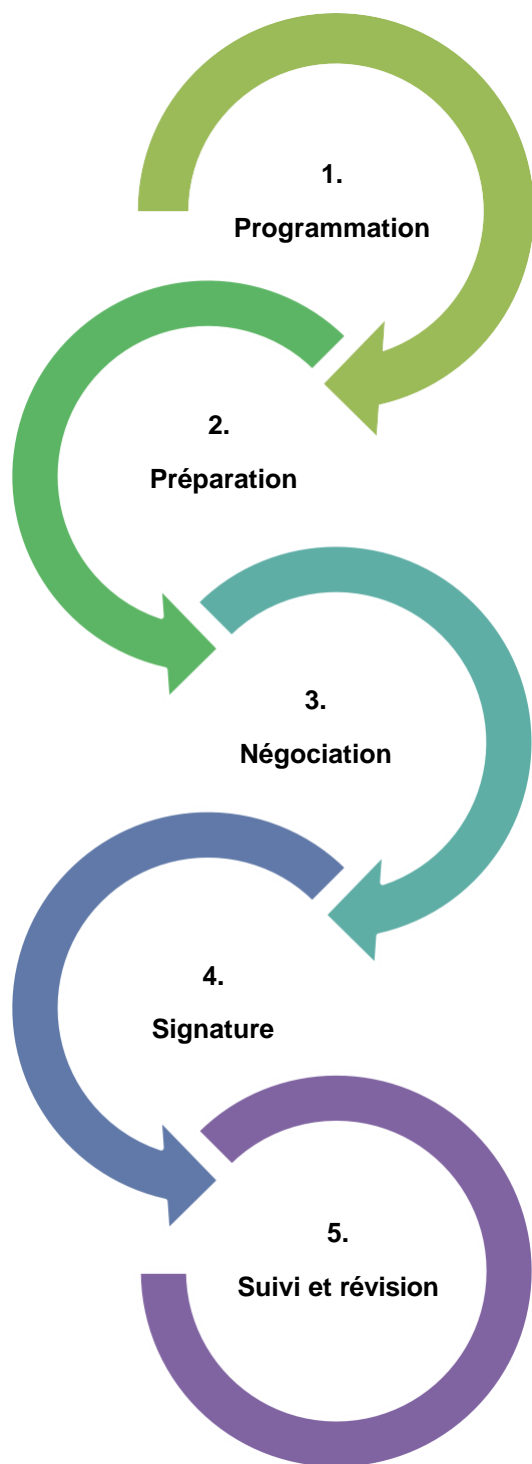 1.
Programmation
2.
Préparation
3.
Négociation
4.
Signature
5.
Suivi et révision